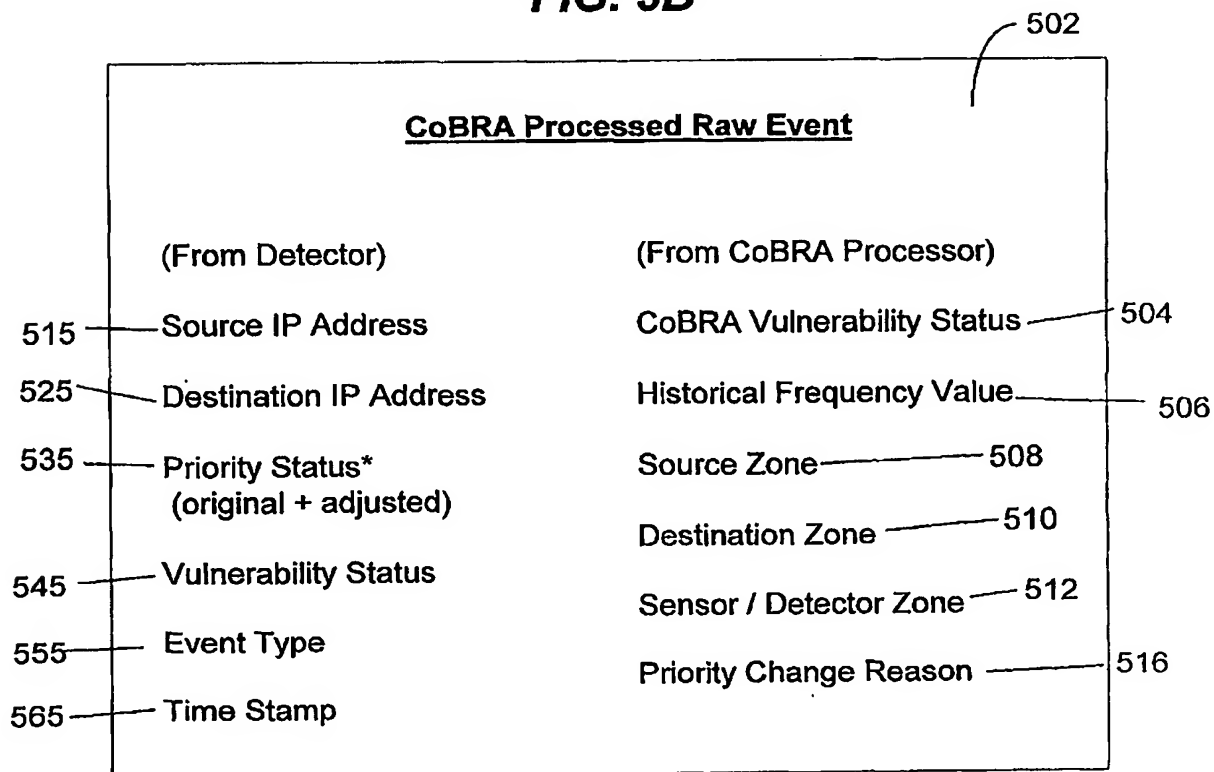 FIG. 5B
502
CoBRA Processed Raw Event
(From Detector)
515 Source IP Address
525 Destination IP Address
535 Priority Status*
(original + adjusted)
545 Vulnerability Status
555 Event Type
565 Time Stamp
(From CoBRA Processor)
CoBRA Vulnerability Status 504
Historical Frequency Value 506
Source Zone 508
Destination Zone 510
Sensor / Detector Zone 512
Priority Change Reason 516